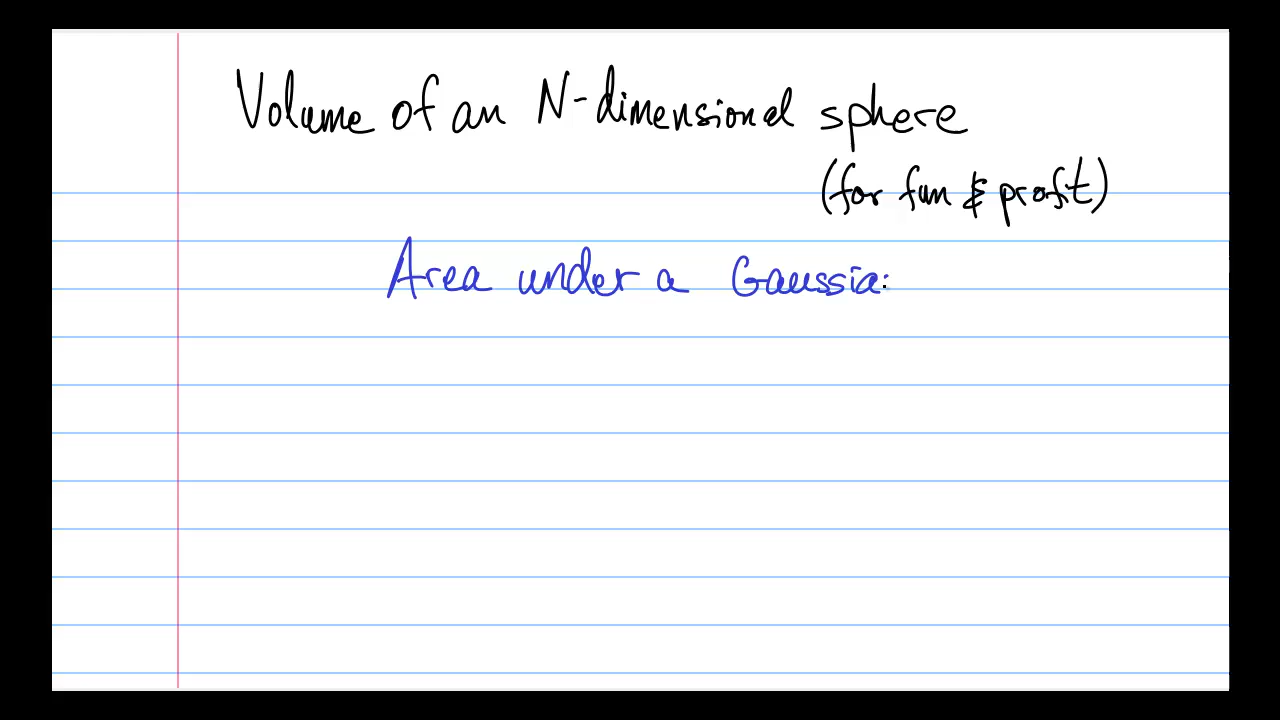 Volume of an N-dimensional sphere
(for fun & profit)
Area under a Gaussia